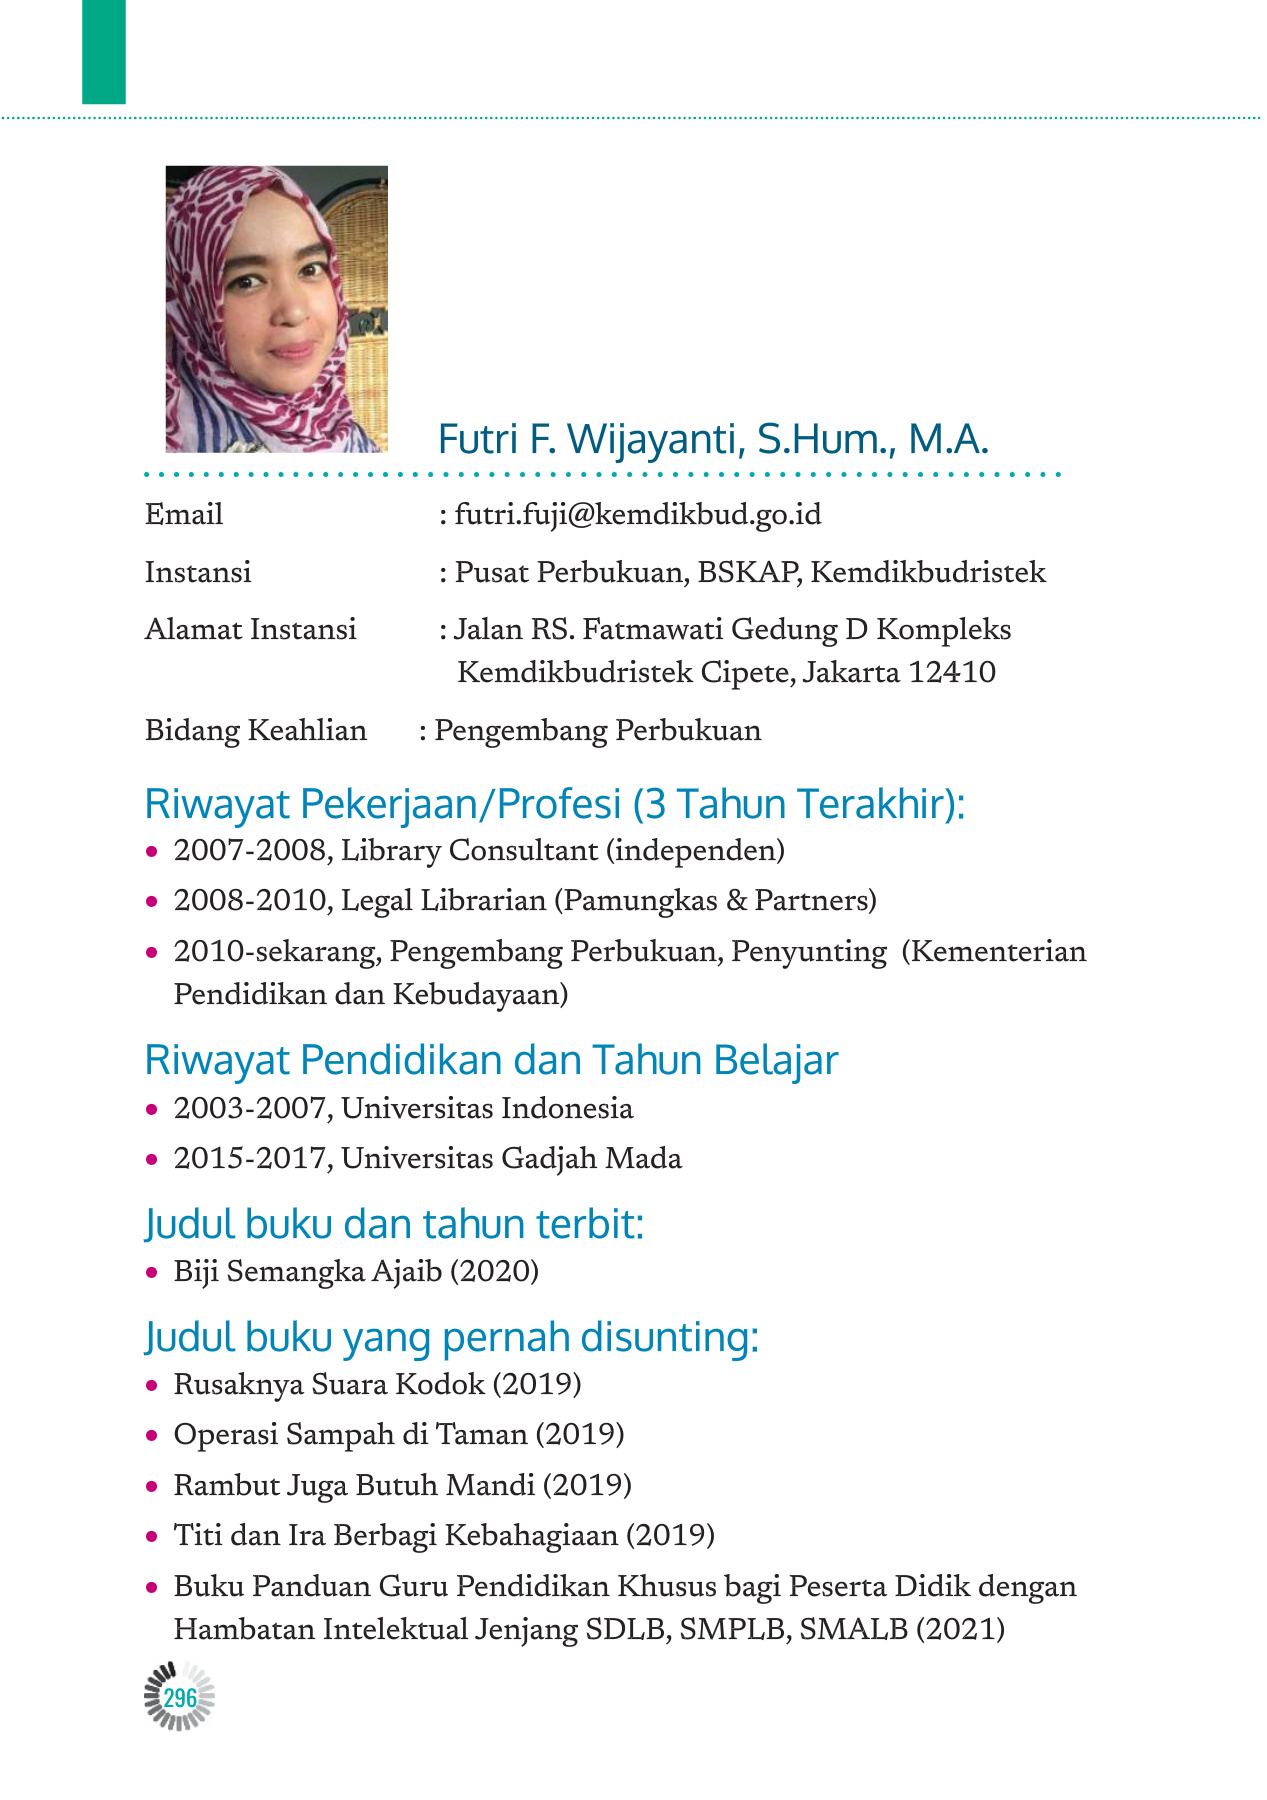 Futri F. Wijayanti, S.Hum., M.A.
Email : futri.fuji@kemdikbud.go.id
Instansi : Pusat Perbukuan, BSKAP, Kemdikbudristek
Alamat Instansi : Jalan RS. Fatmawati Gedung D Kompleks
Kemdikbudristek Cipete, Jakarta 12410
Bidang Keahlian : Pengembang Perbukuan
Riwayat Pekerjaan/Profesi (3 Tahun Terakhir):
• 2007-2008, Library Consultant (independen)
• 2008-2010, Legal Librarian (Pamungkas & Partners)
• 2010-sekarang, Pengembang Perbukuan, Penyunting (Kementerian
Pendidikan dan Kebudayaan)
Riwayat Pendidikan dan Tahun Belajar
• 2003-2007, Universitas Indonesia
• 2015-2017, Universitas Gadjah Mada
Judul buku dan tahun terbit:
• Biji Semangka Ajaib (2020)
Judul buku yang pernah disunting:
• Rusaknya Suara Kodok (2019)
• Operasi Sampah di Taman (2019)
• Rambut Juga Butuh Mandi (2019)
• Titi dan Ira Berbagi Kebahagiaan (2019)
• Buku Panduan Guru Pendidikan Khusus bagi Peserta Didik dengan
Hambatan Intelektual Jenjang SDLB, SMPLB, SMALB (2021)
296